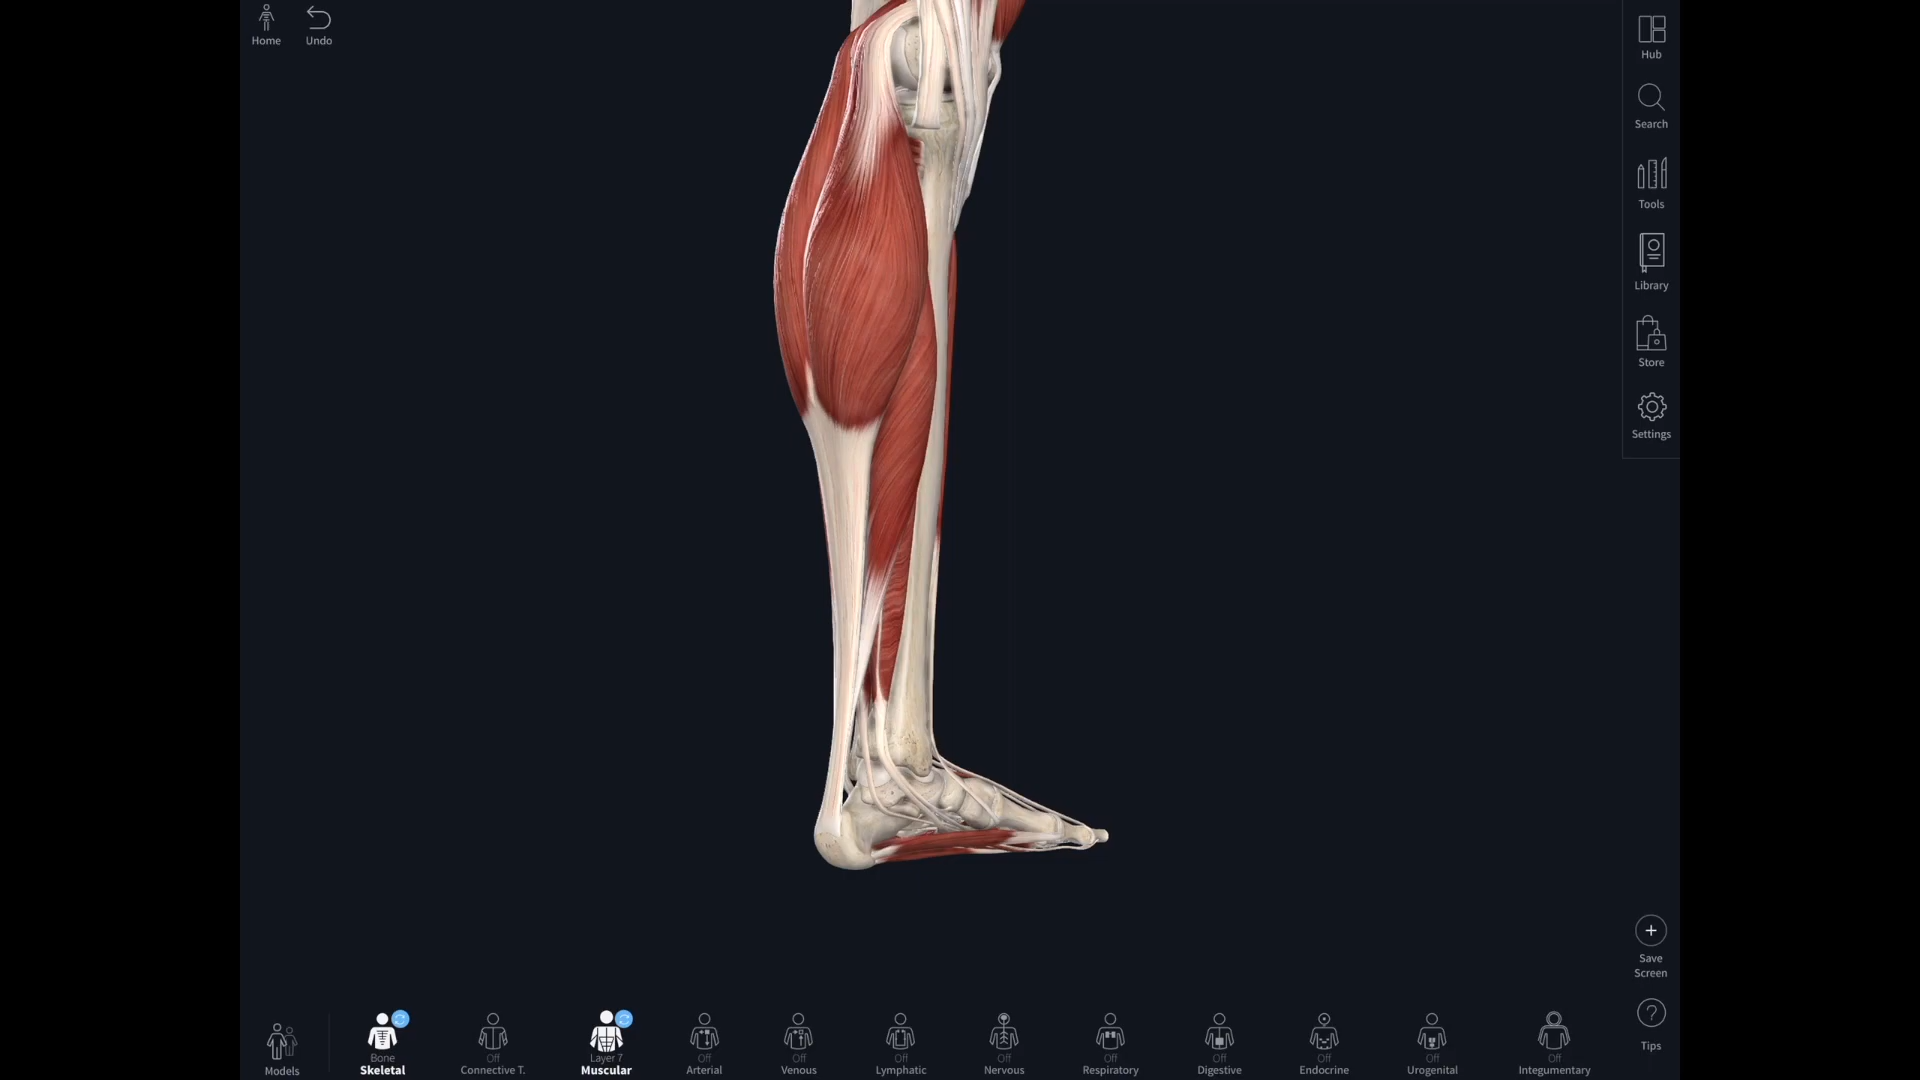 Home
Undo
Hub
Search
Tools
Library
Store
Settings
Save
Screen
Tips
Models
Bone
Skeletal
Off
Connective T.
Layer 7
Muscular
Off
Arterial
Off
Venous
Off
Lymphatic
Off
Nervous
Off
Respiratory
Off
Digestive
Off
Endocrine
Off
Urogenital
Off
Integumentary